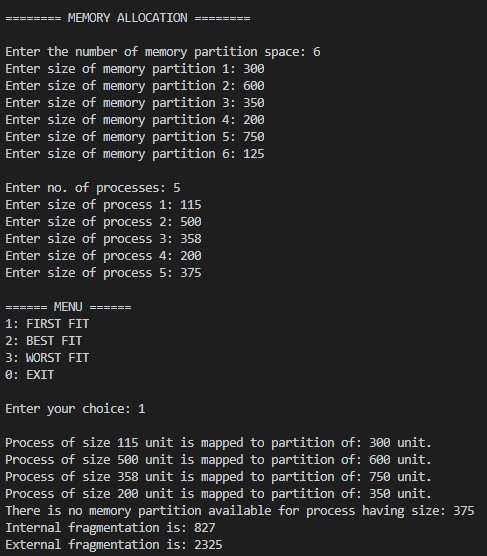 ======== MEMORY ALLOCATION ========
Enter the number of memory partition space: 6
Enter size of memory partition 1: 300
Enter size of memory partition 2: 600
Enter size of memory partition 3: 350
Enter size of memory partition 4: 200
Enter size of memory partition 5: 750
Enter size of memory partition 6: 125
Enter no. of processes: 5
Enter size of process 1: 115
Enter size of process 2: 500
Enter size of process 3: 358
Enter size of process 4: 200
Enter size of process 5: 375
====== MENU ======
1: FIRST FIT
2: BEST FIT
3: WORST FIT
0: EXIT
Enter your choice: 1
Process of size 115 unit is mapped to partition of: 300 unit.
Process of size 500 unit is mapped to partition of: 600 unit.
Process of size 358 unit is mapped to partition of: 750 unit.
Process of size 200 unit is mapped to partition of: 350 unit.
There is no memory partition available for process having size: 375
Internal fragmentation is: 827
External fragmentation is: 2325